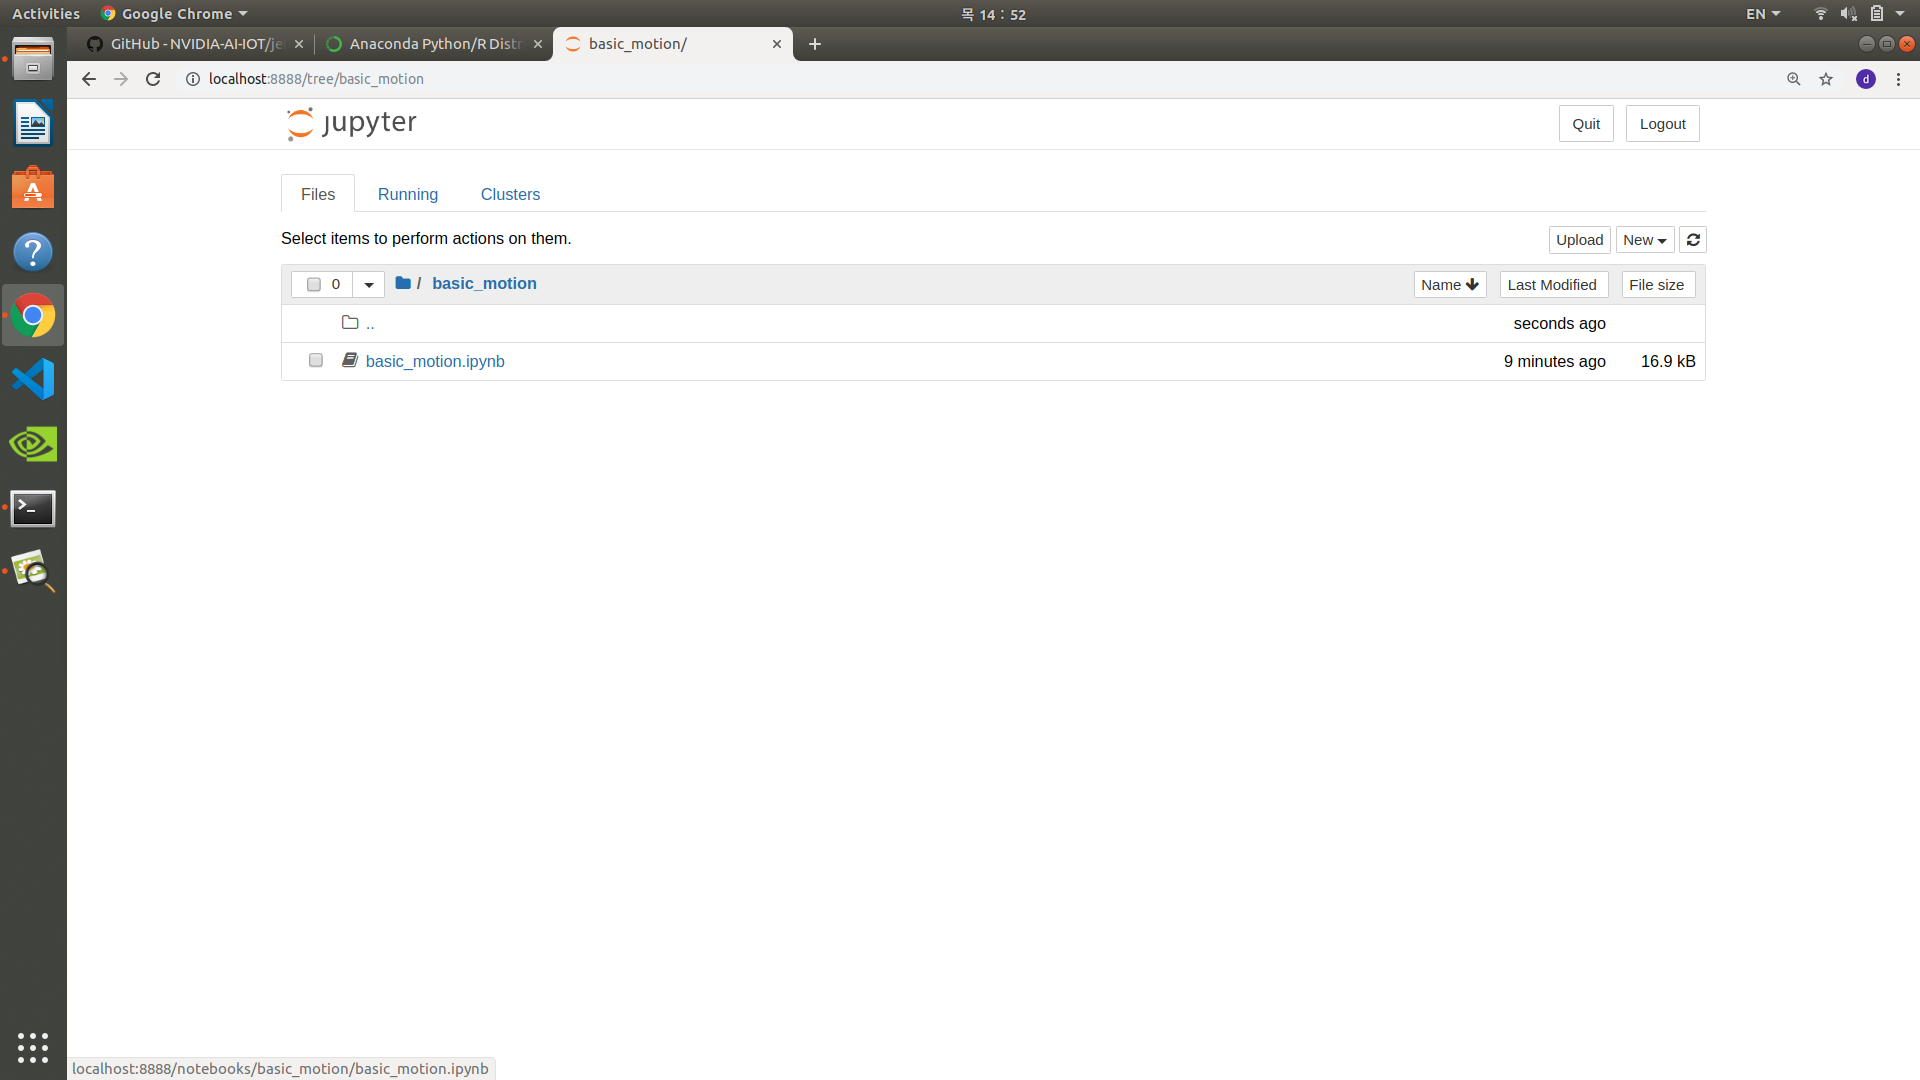 Activities Google Chrome 목 14 : 52 EN
GitHub - NVIDIA-AI-IOT/je Anaconda Python/R Distr basic_motion/
localhost:8888/tree/basic_motion d
jupyter Quit Logout
Files Running Clusters
Select items to perform actions on them. Upload New
0 / basic_motion Name Last Modified File size
.. seconds ago
basic_motion.ipynb 9 minutes ago 16.9 kB
localhost:8888/notebooks/basic_motion/basic_motion.ipynb